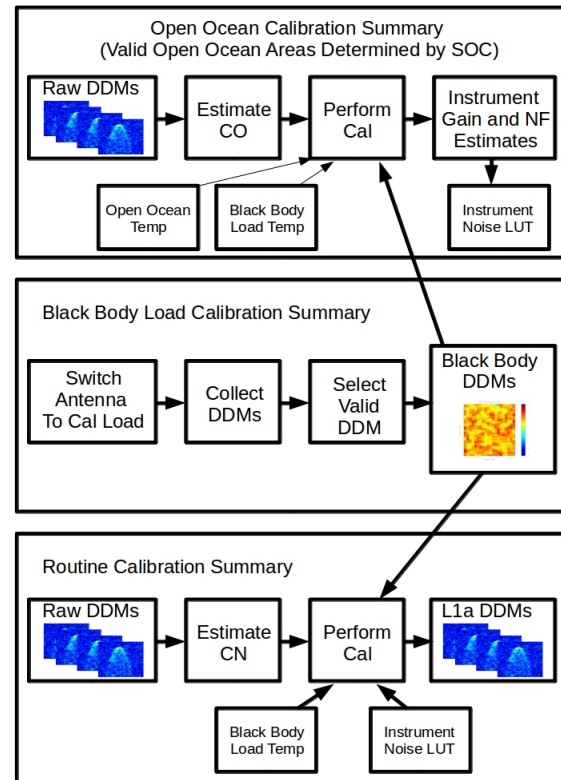 Open Ocean Calibration Summary
(Valid Open Ocean Areas Determined by SOC)
Raw DDMs
Estimate
CO
Perform
Cal
Instrument
Gain and NF
Estimates
Open Ocean
Temp
Black Body
Load Temp
Instrument
Noise LUT
Black Body Load Calibration Summary
Switch
Antenna
To Cal Load
Collect
DDMs
Select
Valid
DDM
Black Body
DDMs
Routine Calibration Summary
Raw DDMs
Estimate
CN
Perform
Cal
L1a DDMs
Black Body
Load Temp
Instrument
Noise LUT